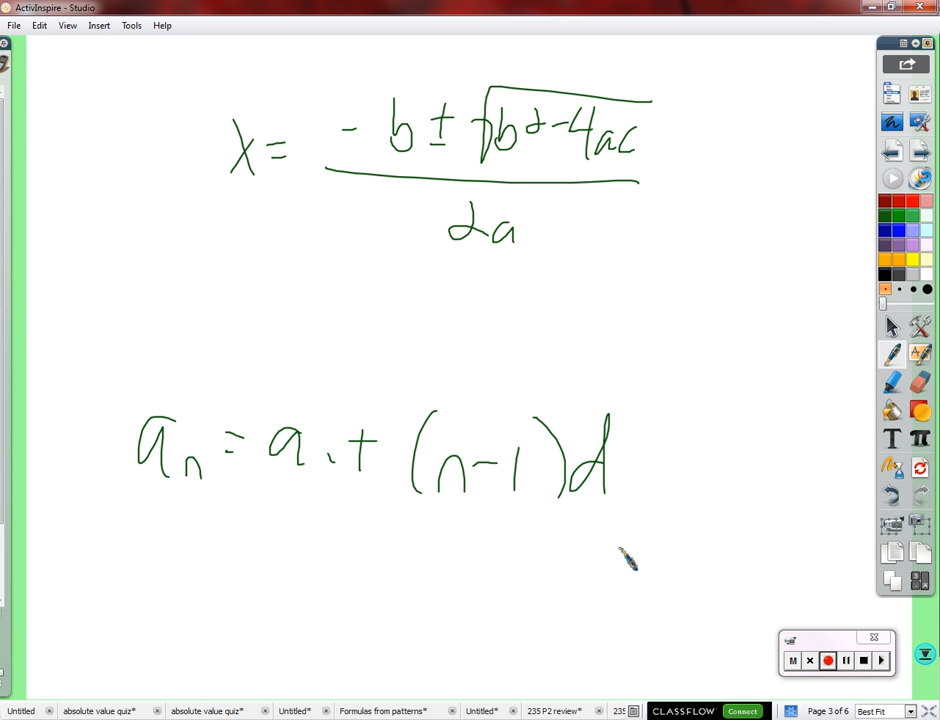 ActivInspire - Studio
File Edit View Insert Tools Help
x = -b ± √b² - 4ac
2a
aₙ = a₁ + (n-1)d
M
Untitled absolute value quiz* absolute value quiz* Untitled* Formulas from patterns* Untitled* 235 P2 review* 235 CLASSFLOW Connect Page 3 of 6 Best Fit